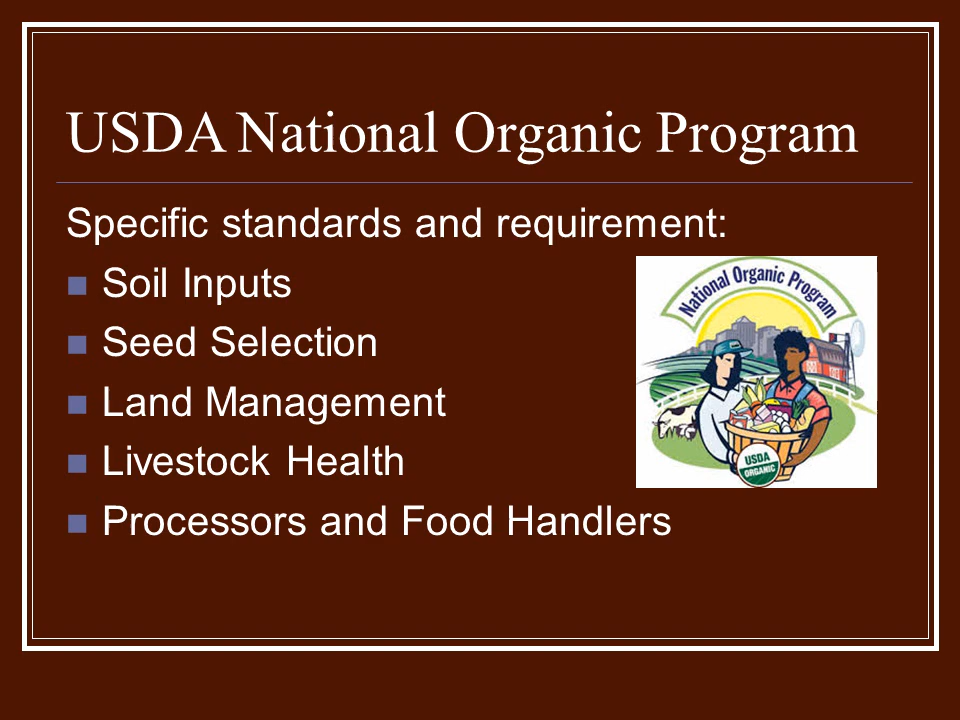 USDA National Organic Program
Specific standards and requirement:
Soil Inputs
Seed Selection
Land Management
Livestock Health
Processors and Food Handlers
National Organic Program
USDA
ORGANIC